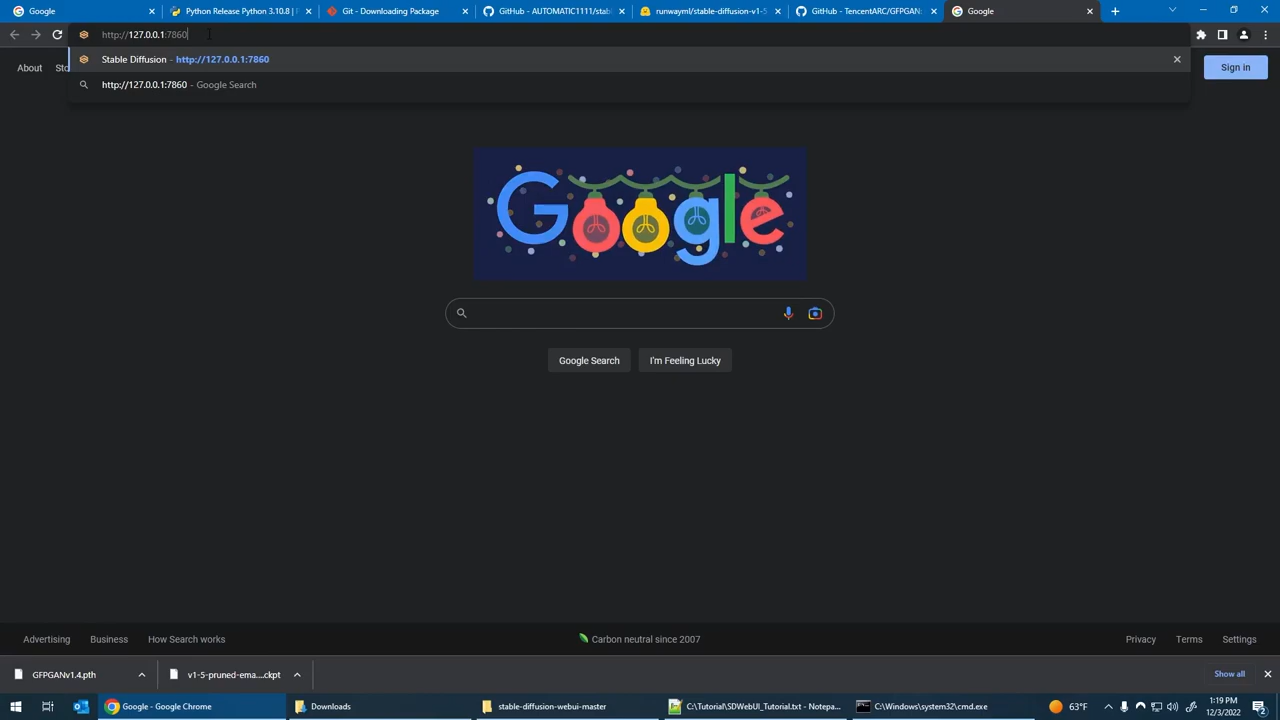 Google
Python Release Python 3.10.8 | P
Git - Downloading Package
GitHub - AUTOMATIC1111/stabl
runwayml/stable-diffusion-v1-5
GitHub - TencentARC/GFPGAN:
Google
http://127.0.0.1:7860
Stable Diffusion - http://127.0.0.1:7860
http://127.0.0.1:7860 - Google Search
About
Sto
Sign in
Google
Google Search
I'm Feeling Lucky
Advertising
Business
How Search works
Carbon neutral since 2007
Privacy
Terms
Settings
GFPGANv1.4.pth
v1-5-pruned-ema....ckpt
Show all
Google - Google Chrome
Downloads
stable-diffusion-webui-master
C:\Tutorial\SDWebUI_Tutorial.txt - Notepa...
C:\Windows\system32\cmd.exe
63°F
1:19 PM
12/3/2022